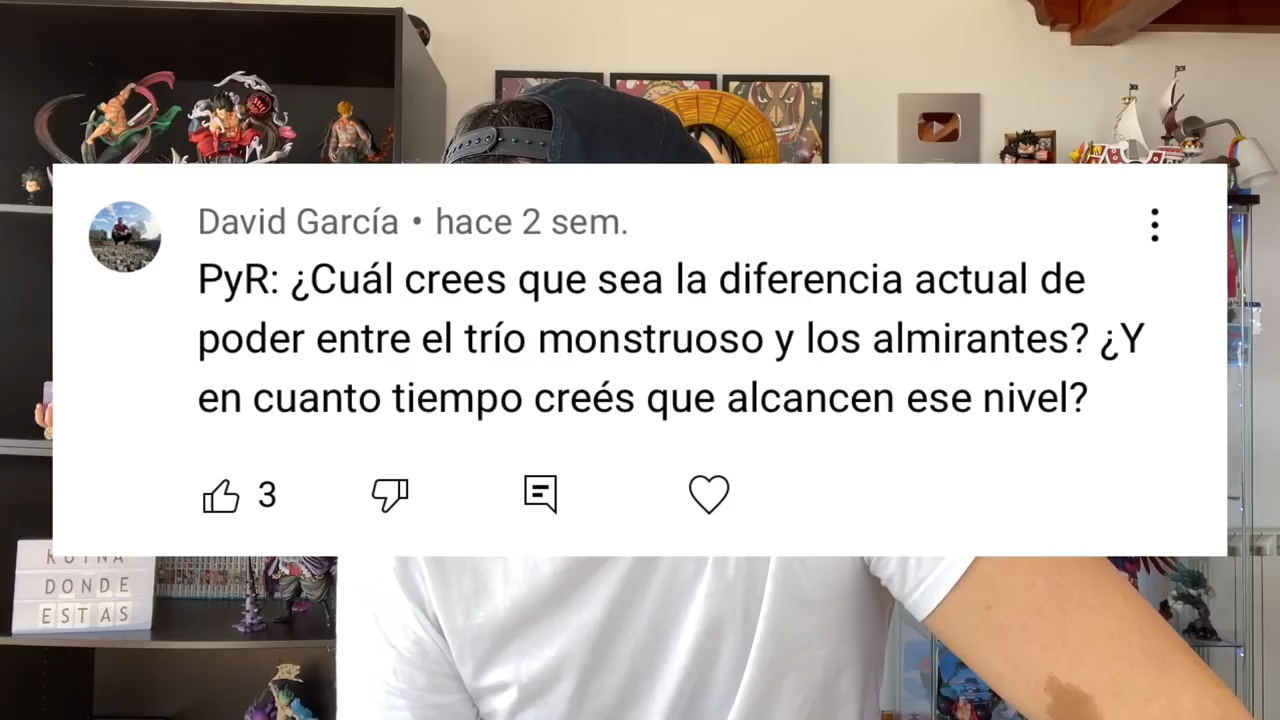 David García • hace 2 sem.
PyR: ¿Cuál crees que sea la diferencia actual de
poder entre el trío monstruoso y los almirantes? ¿Y
en cuanto tiempo creés que alcancen ese nivel?
3
RUINA
DONDE
ESTAS